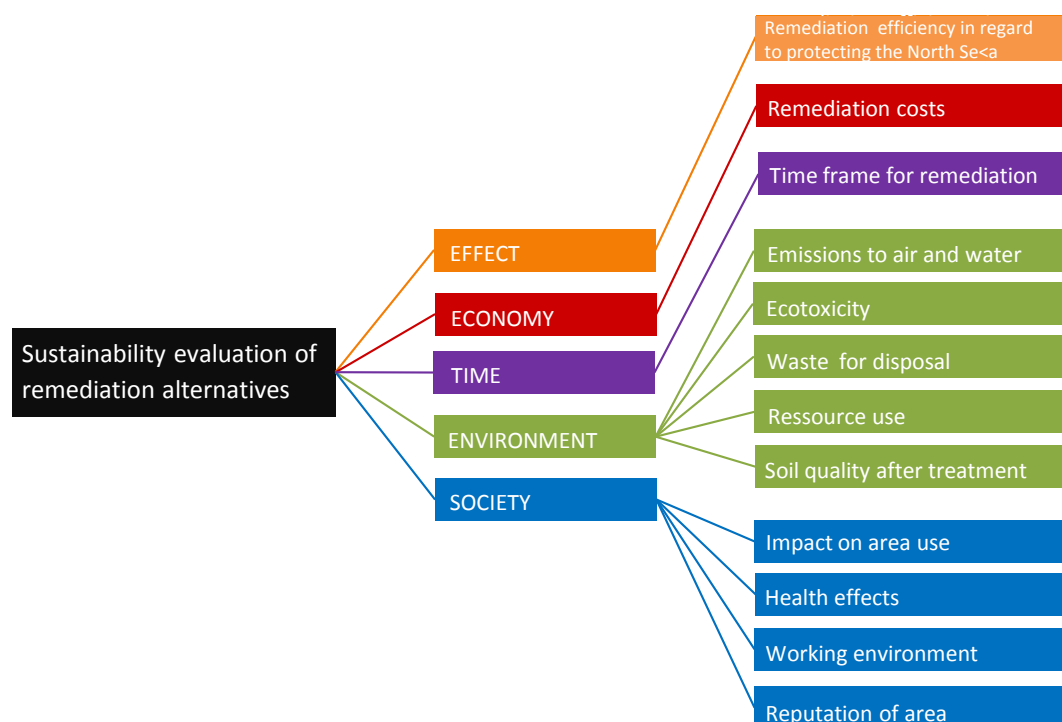 Remediation efficiency in regard
to protecting the North Se<a
Remediation costs
Time frame for remediation
EFFECT
Emissions to air and water
ECONOMY
Ecotoxicity
Sustainability evaluation of
remediation alternatives
TIME
Waste for disposal
ENVIRONMENT
Ressource use
Soil quality after treatment
SOCIETY
Impact on area use
Health effects
Working environment
Reputation of area